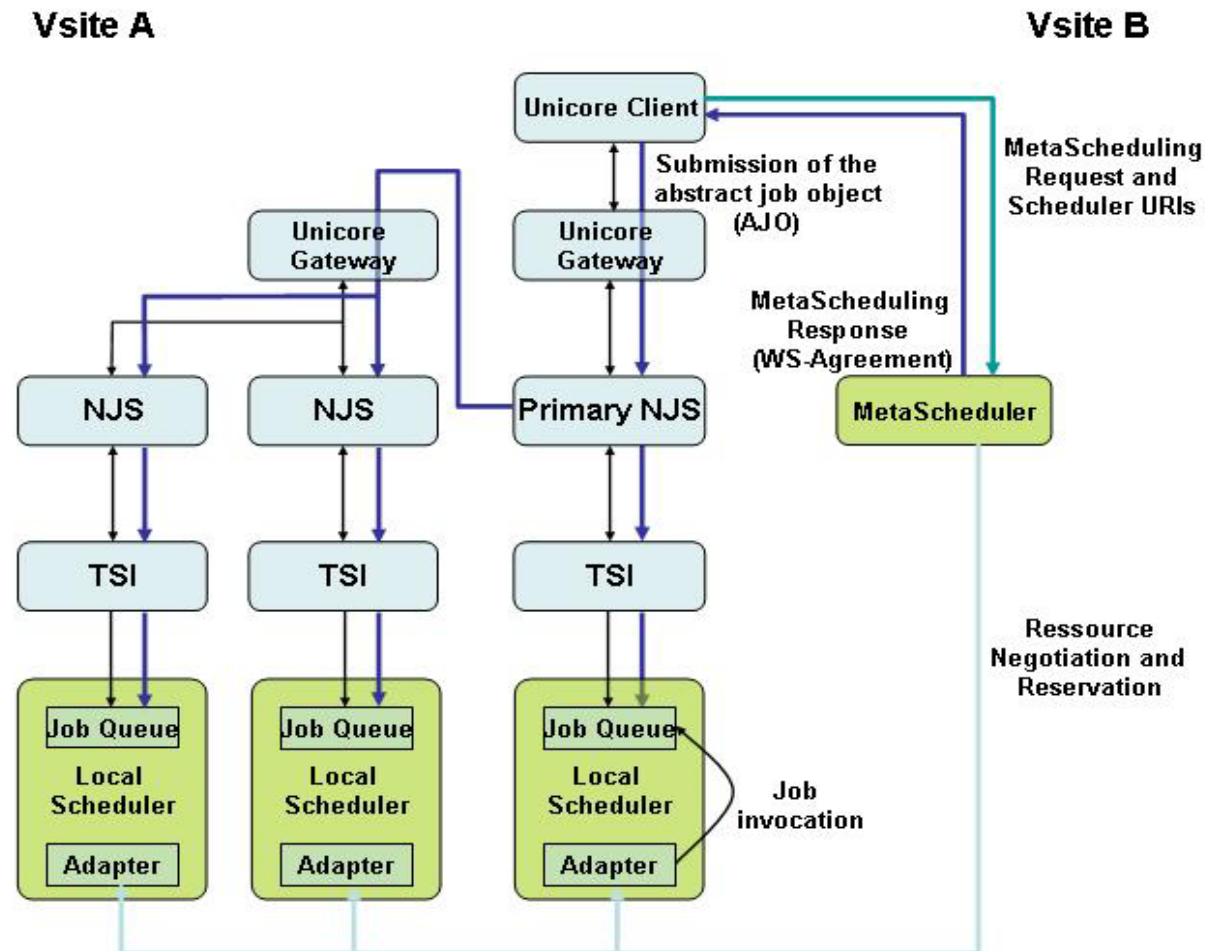 Vsite A
Vsite B
Unicore Client
MetaScheduling
Request and
Scheduler URIs
Submission of the
abstract job object
(AJO)
Unicore
Gateway
Unicore
Gateway
MetaScheduling
Response
(WS-Agreement)
NJS
NJS
Primary NJS
MetaScheduler
TSI
TSI
TSI
Ressource
Negotiation and
Reservation
Job Queue
Local
Scheduler
Adapter
Job Queue
Local
Scheduler
Adapter
Job Queue
Local
Scheduler
Adapter
Job
invocation